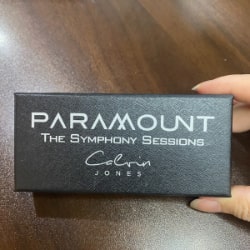 PARAMOUNT
THE SYMPHONY SESSIONS
Calvin
JONES